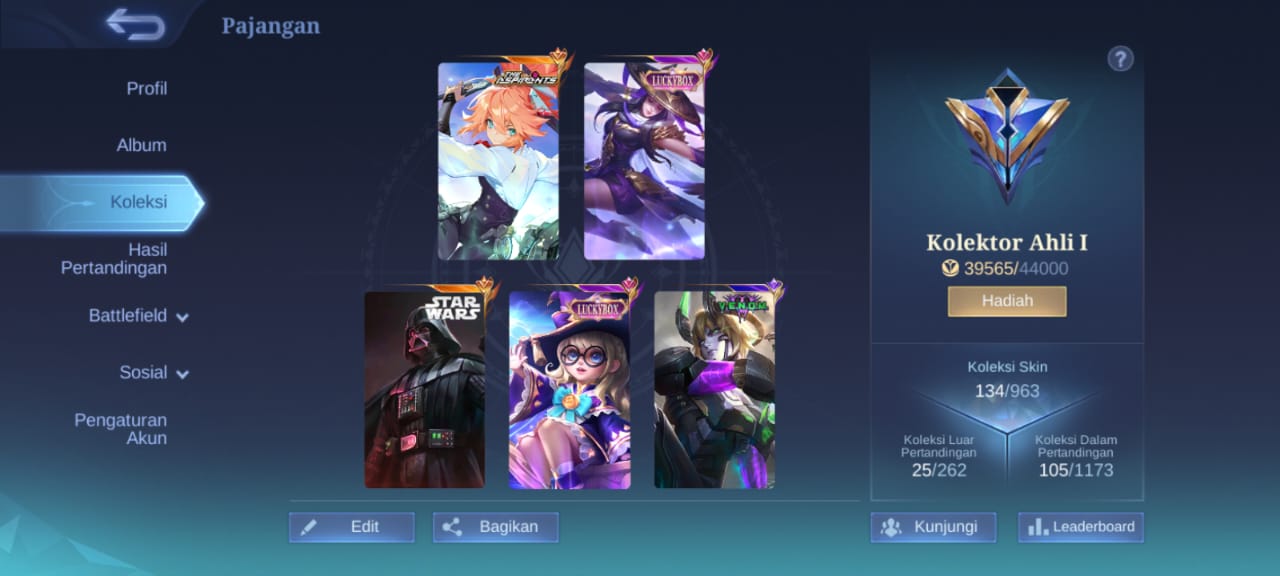 Pajangan
Profil
Album
Koleksi
Hasil
Pertandingan
Battlefield
Sosial
Pengaturan
Akun
THE ASPIRANTS
LUCKYBOX
STAR
WARS
LUCKYBOX
V.E.N.O.M.
Edit
Bagikan
?
Kolektor Ahli I
39565/44000
Hadiah
Koleksi Skin
134/963
Koleksi Luar
Pertandingan
25/262
Koleksi Dalam
Pertandingan
105/1173
Kunjungi
Leaderboard